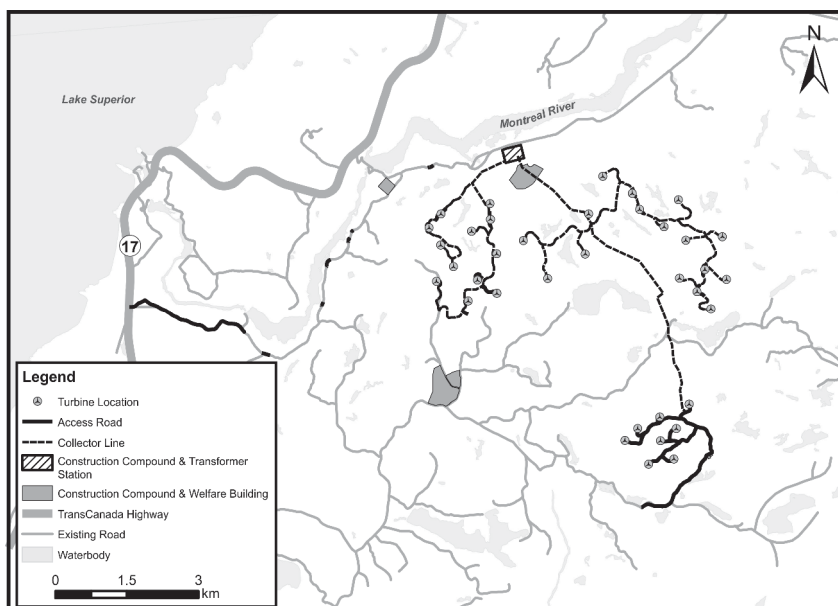 N
Lake Superior
Montreal River
17
Legend
Turbine Location
Access Road
Collector Line
Construction Compound & Transformer
Station
Construction Compound & Welfare Building
TransCanada Highway
Existing Road
Waterbody
0 1.5 3
km